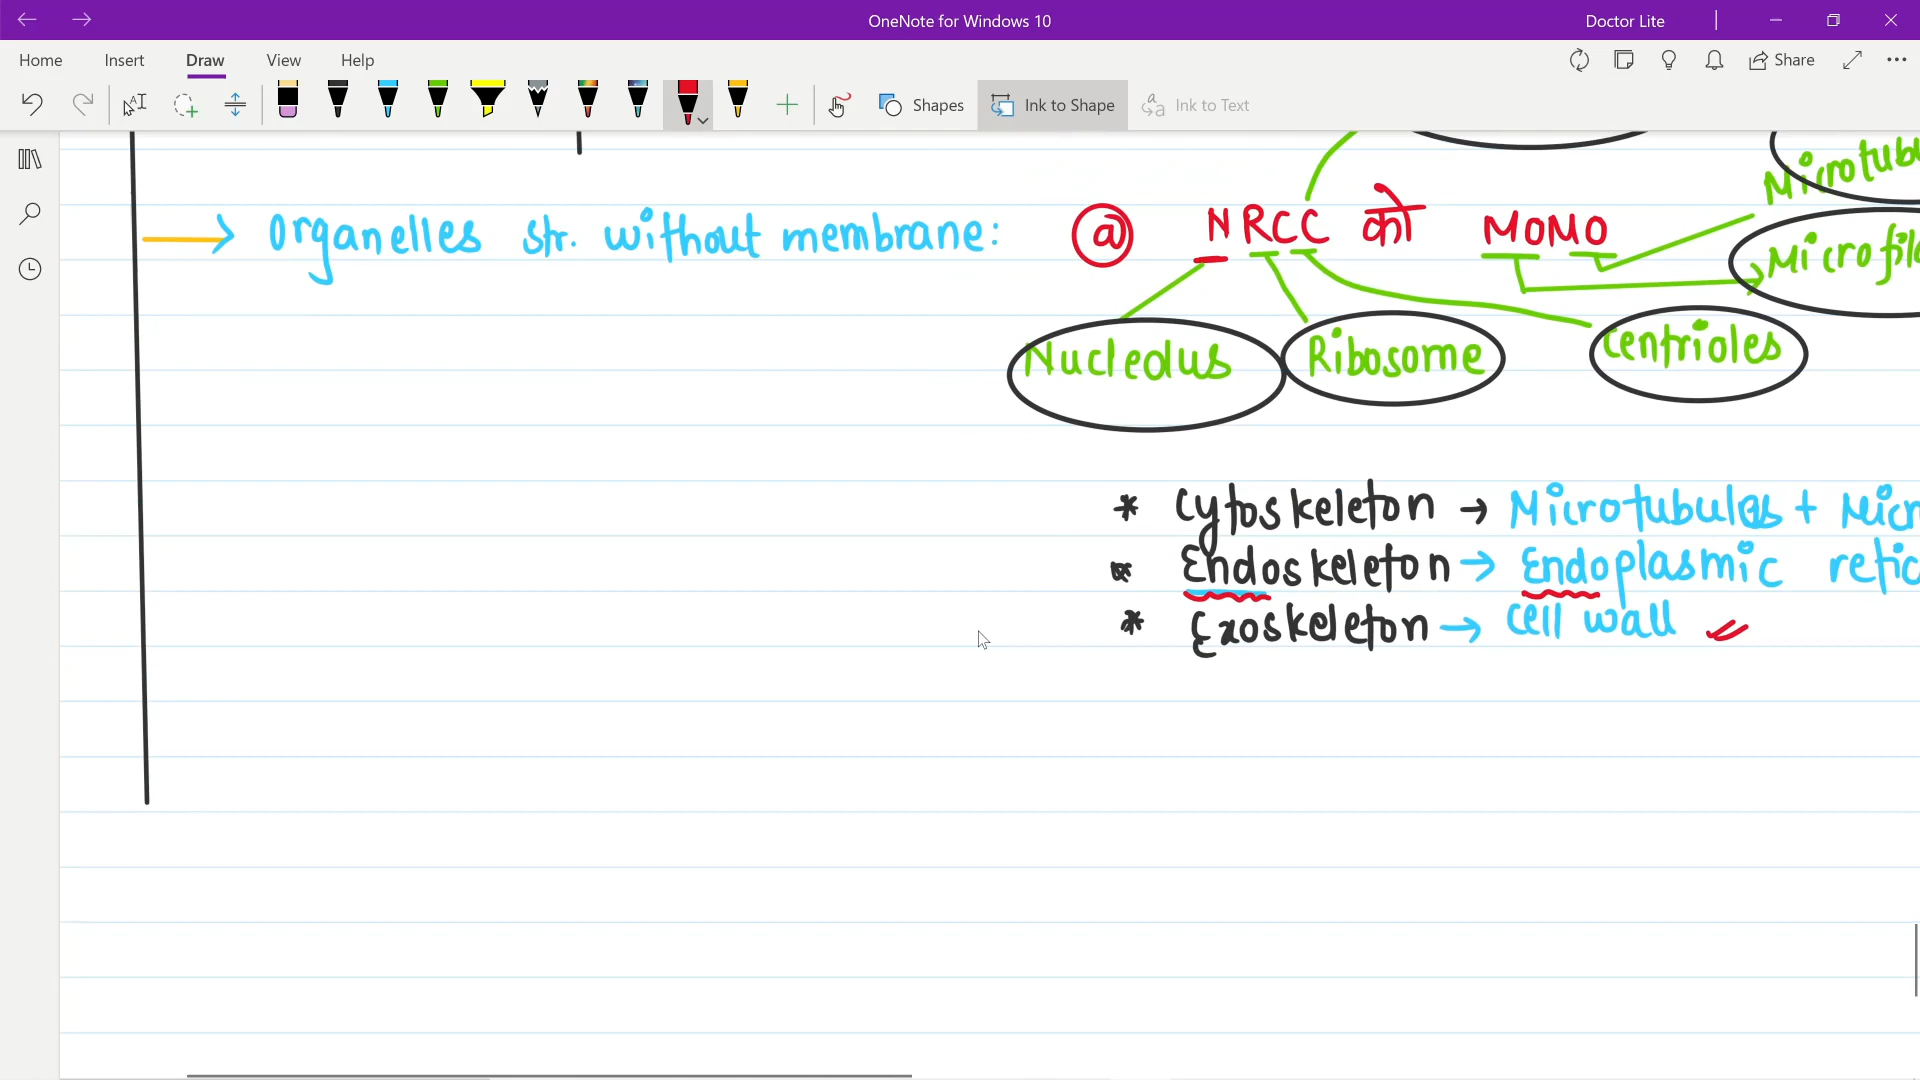 OneNote for Windows 10
Doctor Lite
Home Insert Draw View Help
Share
Shapes Ink to Shape Ink to Text
Organelles str. without membrane: @ NRCC को MOMO
Nucleolus Ribosome Centrioles
* Cytoskeleton → Microtubules +
* Endoskeleton → Endoplasmic
* Exoskeleton → Cell wall